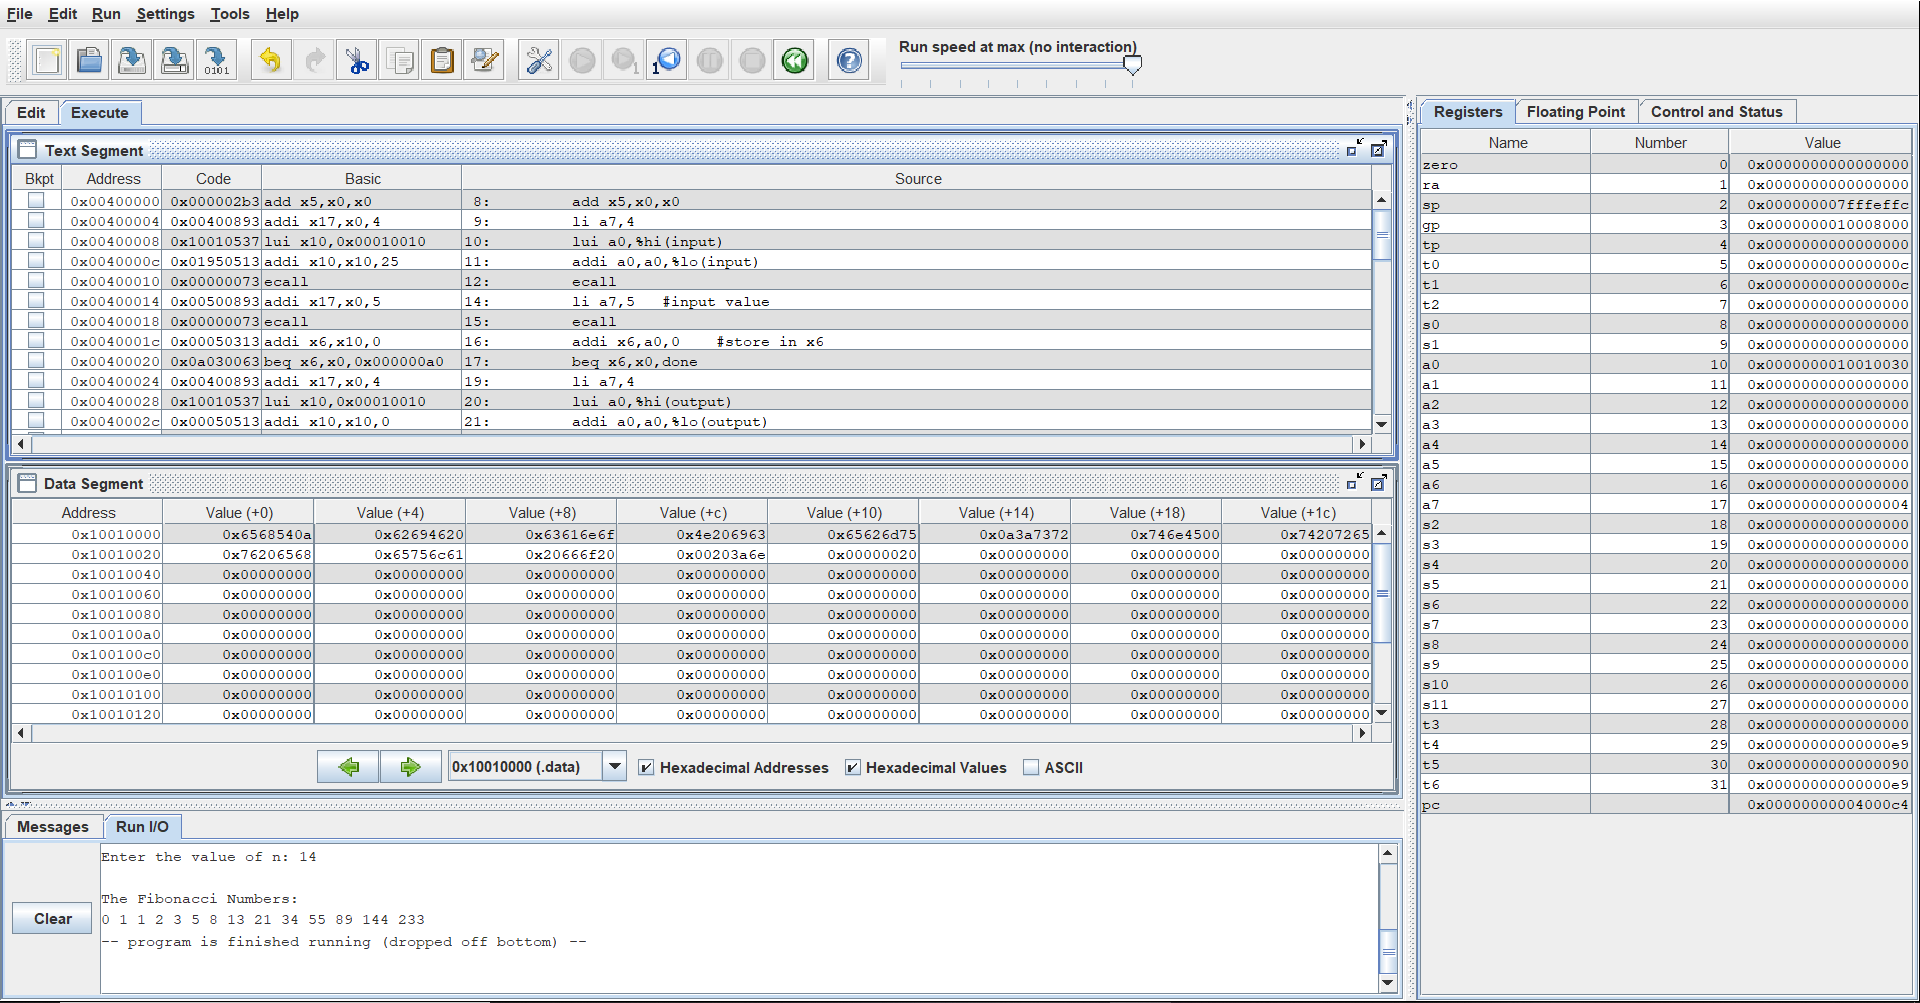 File Edit Run Settings Tools Help
Run speed at max (no interaction)
0101
1
1
Edit Execute
Text Segment
Bkpt Address Code Basic Source
0x00400000 0x000002b3 add x5,x0,x0 8: add x5,x0,x0
0x00400004 0x00400893 addi x17,x0,4 9: li a7,4
0x00400008 0x10010537 lui x10,0x00010010 10: lui a0,%hi(input)
0x0040000c 0x01950513 addi x10,x10,25 11: addi a0,a0,%lo(input)
0x00400010 0x00000073 ecall 12: ecall
0x00400014 0x00500893 addi x17,x0,5 14: li a7,5 #input value
0x00400018 0x00000073 ecall 15: ecall
0x0040001c 0x00050313 addi x6,x10,0 16: addi x6,a0,0 #store in x6
0x00400020 0x0a030063 beq x6,x0,0x000000a0 17: beq x6,x0,done
0x00400024 0x00400893 addi x17,x0,4 19: li a7,4
0x00400028 0x10010537 lui x10,0x00010010 20: lui a0,%hi(output)
0x0040002c 0x00050513 addi x10,x10,0 21: addi a0,a0,%lo(output)
Data Segment
Address Value (+0) Value (+4) Value (+8) Value (+c) Value (+10) Value (+14) Value (+18) Value (+1c)
0x10010000 0x6568540a 0x62694620 0x63616e6f 0x4e206963 0x65626d75 0x0a3a7372 0x746e4500 0x74207265
0x10010020 0x76206568 0x65756c61 0x20666f20 0x00203a6e 0x00000020 0x00000000 0x00000000 0x00000000
0x10010040 0x00000000 0x00000000 0x00000000 0x00000000 0x00000000 0x00000000 0x00000000 0x00000000
0x10010060 0x00000000 0x00000000 0x00000000 0x00000000 0x00000000 0x00000000 0x00000000 0x00000000
0x10010080 0x00000000 0x00000000 0x00000000 0x00000000 0x00000000 0x00000000 0x00000000 0x00000000
0x100100a0 0x00000000 0x00000000 0x00000000 0x00000000 0x00000000 0x00000000 0x00000000 0x00000000
0x100100c0 0x00000000 0x00000000 0x00000000 0x00000000 0x00000000 0x00000000 0x00000000 0x00000000
0x100100e0 0x00000000 0x00000000 0x00000000 0x00000000 0x00000000 0x00000000 0x00000000 0x00000000
0x10010100 0x00000000 0x00000000 0x00000000 0x00000000 0x00000000 0x00000000 0x00000000 0x00000000
0x10010120 0x00000000 0x00000000 0x00000000 0x00000000 0x00000000 0x00000000 0x00000000 0x00000000
0x10010000 (.data) Hexadecimal Addresses Hexadecimal Values ASCII
Messages Run I/O
Clear
Enter the value of n: 14
The Fibonacci Numbers:
0 1 1 2 3 5 8 13 21 34 55 89 144 233
-- program is finished running (dropped off bottom) --
Registers Floating Point Control and Status
Name Number Value
zero 0 0x0000000000000000
ra 1 0x0000000000000000
sp 2 0x000000007fffeffc
gp 3 0x0000000010008000
tp 4 0x0000000000000000
t0 5 0x000000000000000c
t1 6 0x000000000000000c
t2 7 0x0000000000000000
s0 8 0x0000000000000000
s1 9 0x0000000000000000
a0 10 0x0000000010010030
a1 11 0x0000000000000000
a2 12 0x0000000000000000
a3 13 0x0000000000000000
a4 14 0x0000000000000000
a5 15 0x0000000000000000
a6 16 0x0000000000000000
a7 17 0x0000000000000004
s2 18 0x0000000000000000
s3 19 0x0000000000000000
s4 20 0x0000000000000000
s5 21 0x0000000000000000
s6 22 0x0000000000000000
s7 23 0x0000000000000000
s8 24 0x0000000000000000
s9 25 0x0000000000000000
s10 26 0x0000000000000000
s11 27 0x0000000000000000
t3 28 0x0000000000000000
t4 29 0x00000000000000e9
t5 30 0x0000000000000090
t6 31 0x00000000000000e9
pc 0x00000000004000c4